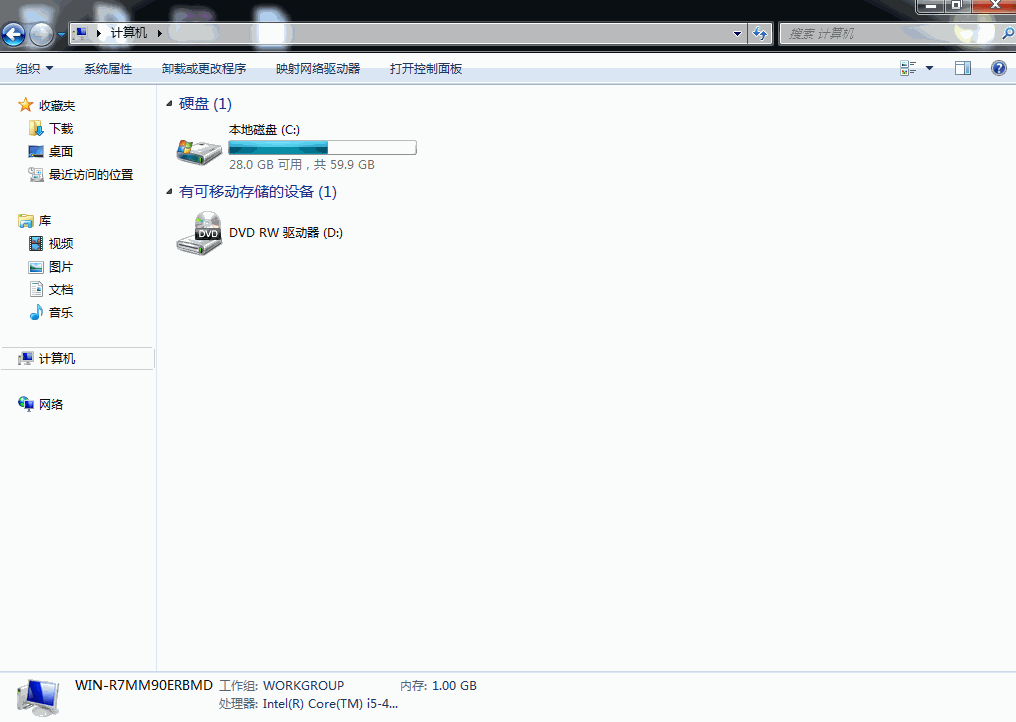 计算机
搜索 计算机
组织 系统属性 卸载或更改程序 映射网络驱动器 打开控制面板
收藏夹
下载
桌面
最近访问的位置
库
视频
图片
文档
音乐
计算机
网络
硬盘 (1)
本地磁盘 (C:)
28.0 GB 可用，共 59.9 GB
有可移动存储的设备 (1)
DVD
DVD RW 驱动器 (D:)
WIN-R7MM90ERBMD 工作组: WORKGROUP 内存: 1.00 GB
处理器: Intel(R) Core(TM) i5-4...